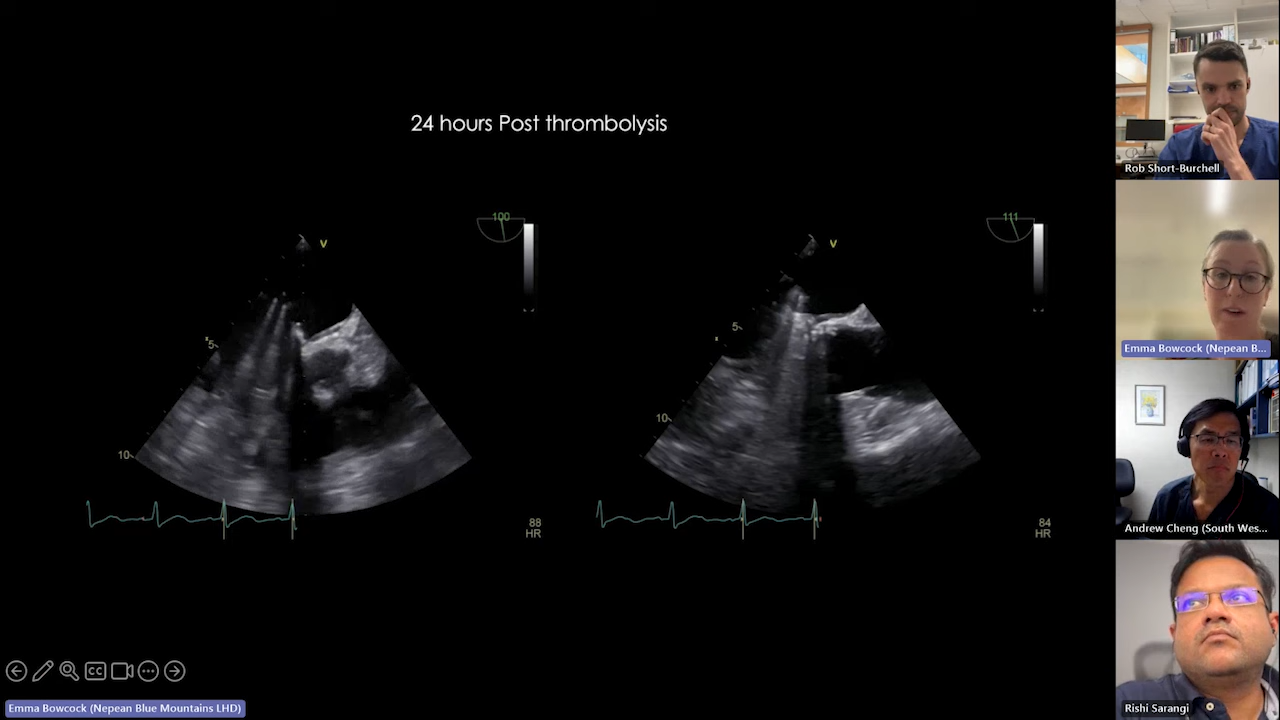 24 hours Post thrombolysis
100
V
5
10
88
HR
111
V
5
10
84
HR
CC
Emma Bowcock (Nepean Blue Mountains LHD)
Rob Short-Burchell
Emma Bowcock (Nepean B...
Andrew Cheng (South Wes...
Rishi Sarangi